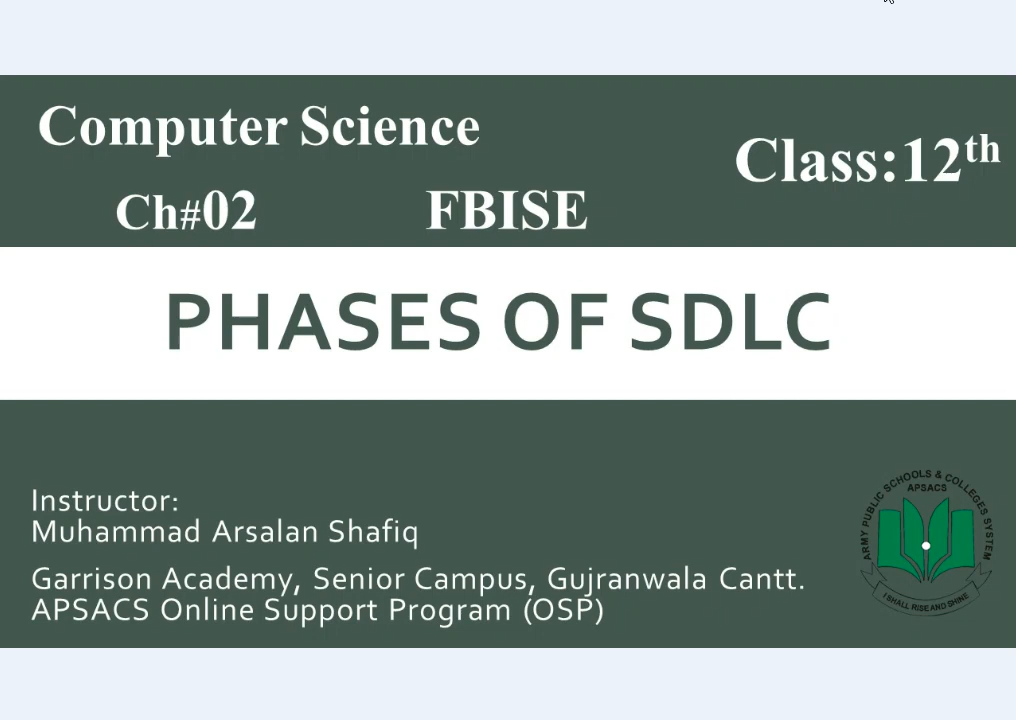 Computer Science
Class:12th
Ch#02 FBISE
PHASES OF SDLC
Instructor:
Muhammad Arsalan Shafiq
Garrison Academy, Senior Campus, Gujranwala Cantt.
APSACS Online Support Program (OSP)
ARMY PUBLIC SCHOOLS & COLLEGES SYSTEM
APSACS
I SHALL RISE AND SHINE